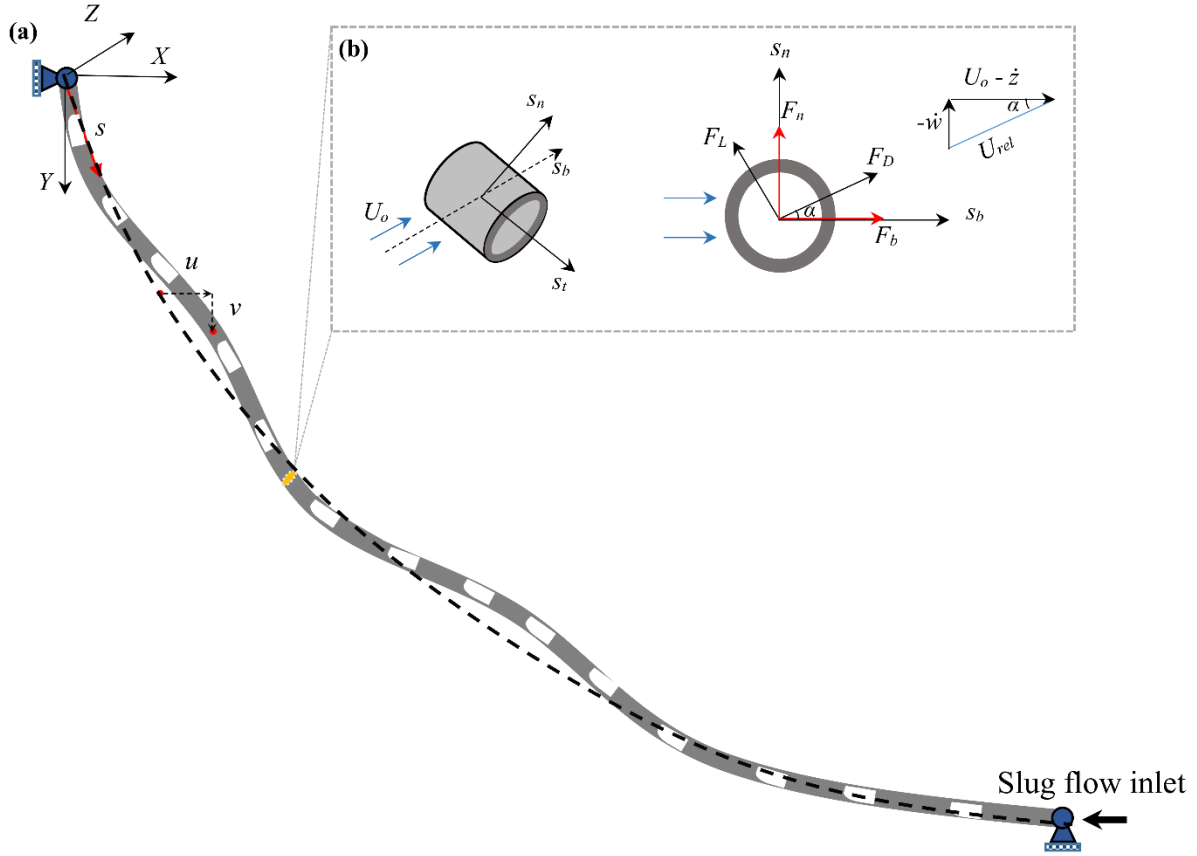 (a)
Z
X
s
Y
u
v
(b)
s_n
s_b
U_o
s_t
s_n
F_n
F_L
F_D
α
s_b
F_b
U_o - ż
-ẇ
α
U_rel
Slug flow inlet